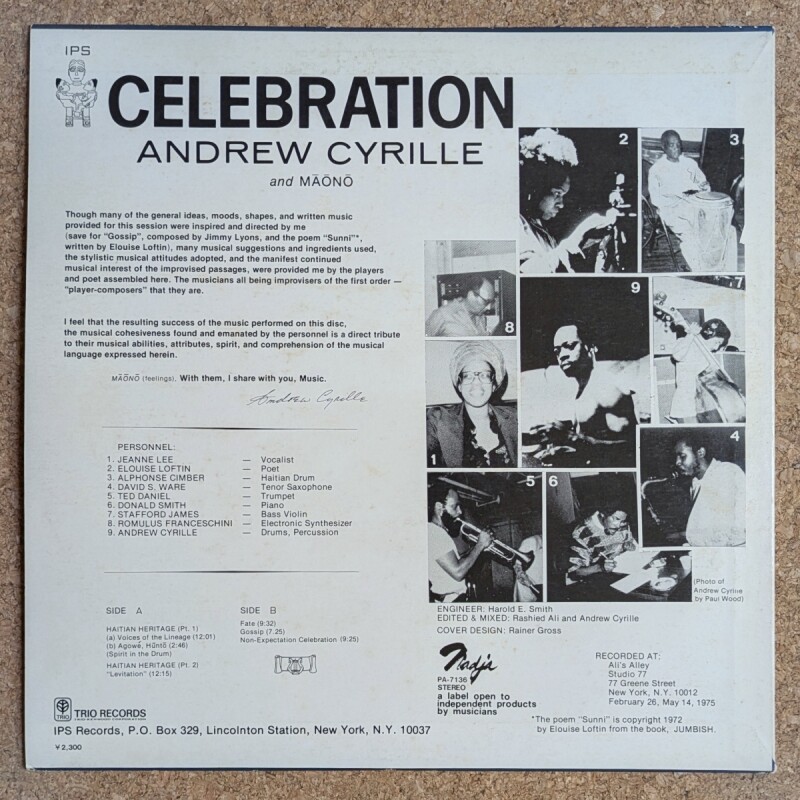 IPS
CELEBRATION
ANDREW CYRILLE
and MĀŌNŌ
Though many of the general ideas, moods, shapes, and written music
provided for this session were inspired and directed by me
(save for "Gossip", composed by Jimmy Lyons, and the poem "Sunni"*,
written by Elouise Loftin), many musical suggestions and ingredients used,
the stylistic musical attitudes adopted, and the manifest continued
musical interest of the improvised passages, were provided me by the players
and poet assembled here. The musicians all being improvisers of the first order —
"player-composers" that they are.
I feel that the resulting success of the music performed on this disc,
the musical cohesiveness found and emanated by the personnel is a direct tribute
to their musical abilities, attributes, spirit, and comprehension of the musical
language expressed herein.
MĀŌNŌ (feelings). With them, I share with you, Music.
Andrew Cyrille
PERSONNEL:
1. JEANNE LEE — Vocalist
2. ELOUISE LOFTIN — Poet
3. ALPHONSE CIMBER — Haitian Drum
4. DAVID S. WARE — Tenor Saxophone
5. TED DANIEL — Trumpet
6. DONALD SMITH — Piano
7. STAFFORD JAMES — Bass Violin
8. ROMULUS FRANCESCHINI — Electronic Synthesizer
9. ANDREW CYRILLE — Drums, Percussion
2
3
8
9
7
1
4
5
6
(Photo of
Andrew Cyrille
by Paul Wood)
SIDE A
HAITIAN HERITAGE (Pt. 1)
(a) Voices of the Lineage (12.01)
(b) Agowé, Hûntô (2:46)
(Spirit in the Drum)
HAITIAN HERITAGE (Pt. 2)
"Levitation" (12:15)
SIDE B
Fate (9:32)
Gossip (7.25)
Non-Expectation Celebration (9:25)
ENGINEER: Harold E. Smith
EDITED & MIXED: Rashied Ali and Andrew Cyrille
COVER DESIGN: Rainer Gross
Nadja
PA-7136
STEREO
a label open to
independent products
by musicians
RECORDED AT:
Ali's Alley
Studio 77
77 Greene Street
New York, N.Y. 10012
February 26, May 14, 1975
*The poem "Sunni" is copyright 1972
by Elouise Loftin from the book, JUMBISH.
TRIO
TRIO RECORDS
IPS Records, P.O. Box 329, Lincolnton Station, New York, N.Y. 10037
¥2,300